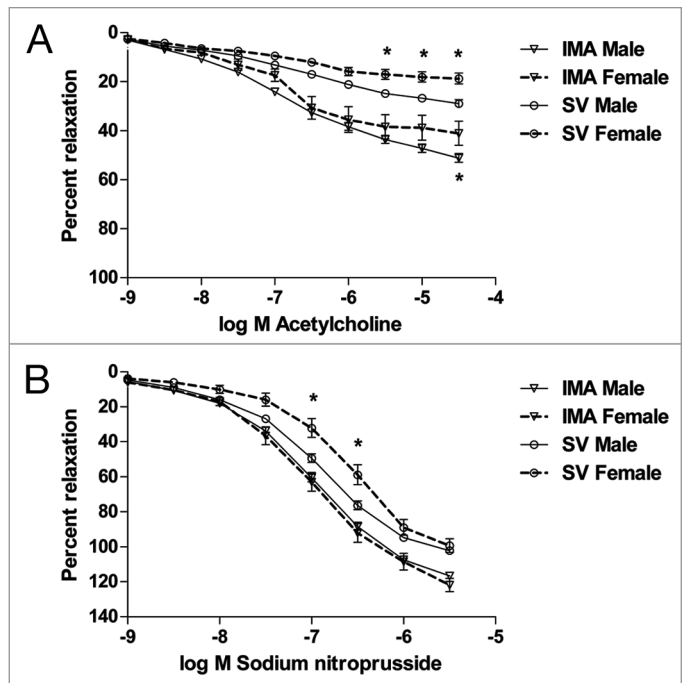 A
0
20
40
60
80
100
Percent relaxation
* * *
*
-9 -8 -7 -6 -5 -4
log M Acetylcholine
IMA Male
IMA Female
SV Male
SV Female
B
0
20
40
60
80
100
120
140
Percent relaxation
*
*
-9 -8 -7 -6 -5
log M Sodium nitroprusside
IMA Male
IMA Female
SV Male
SV Female